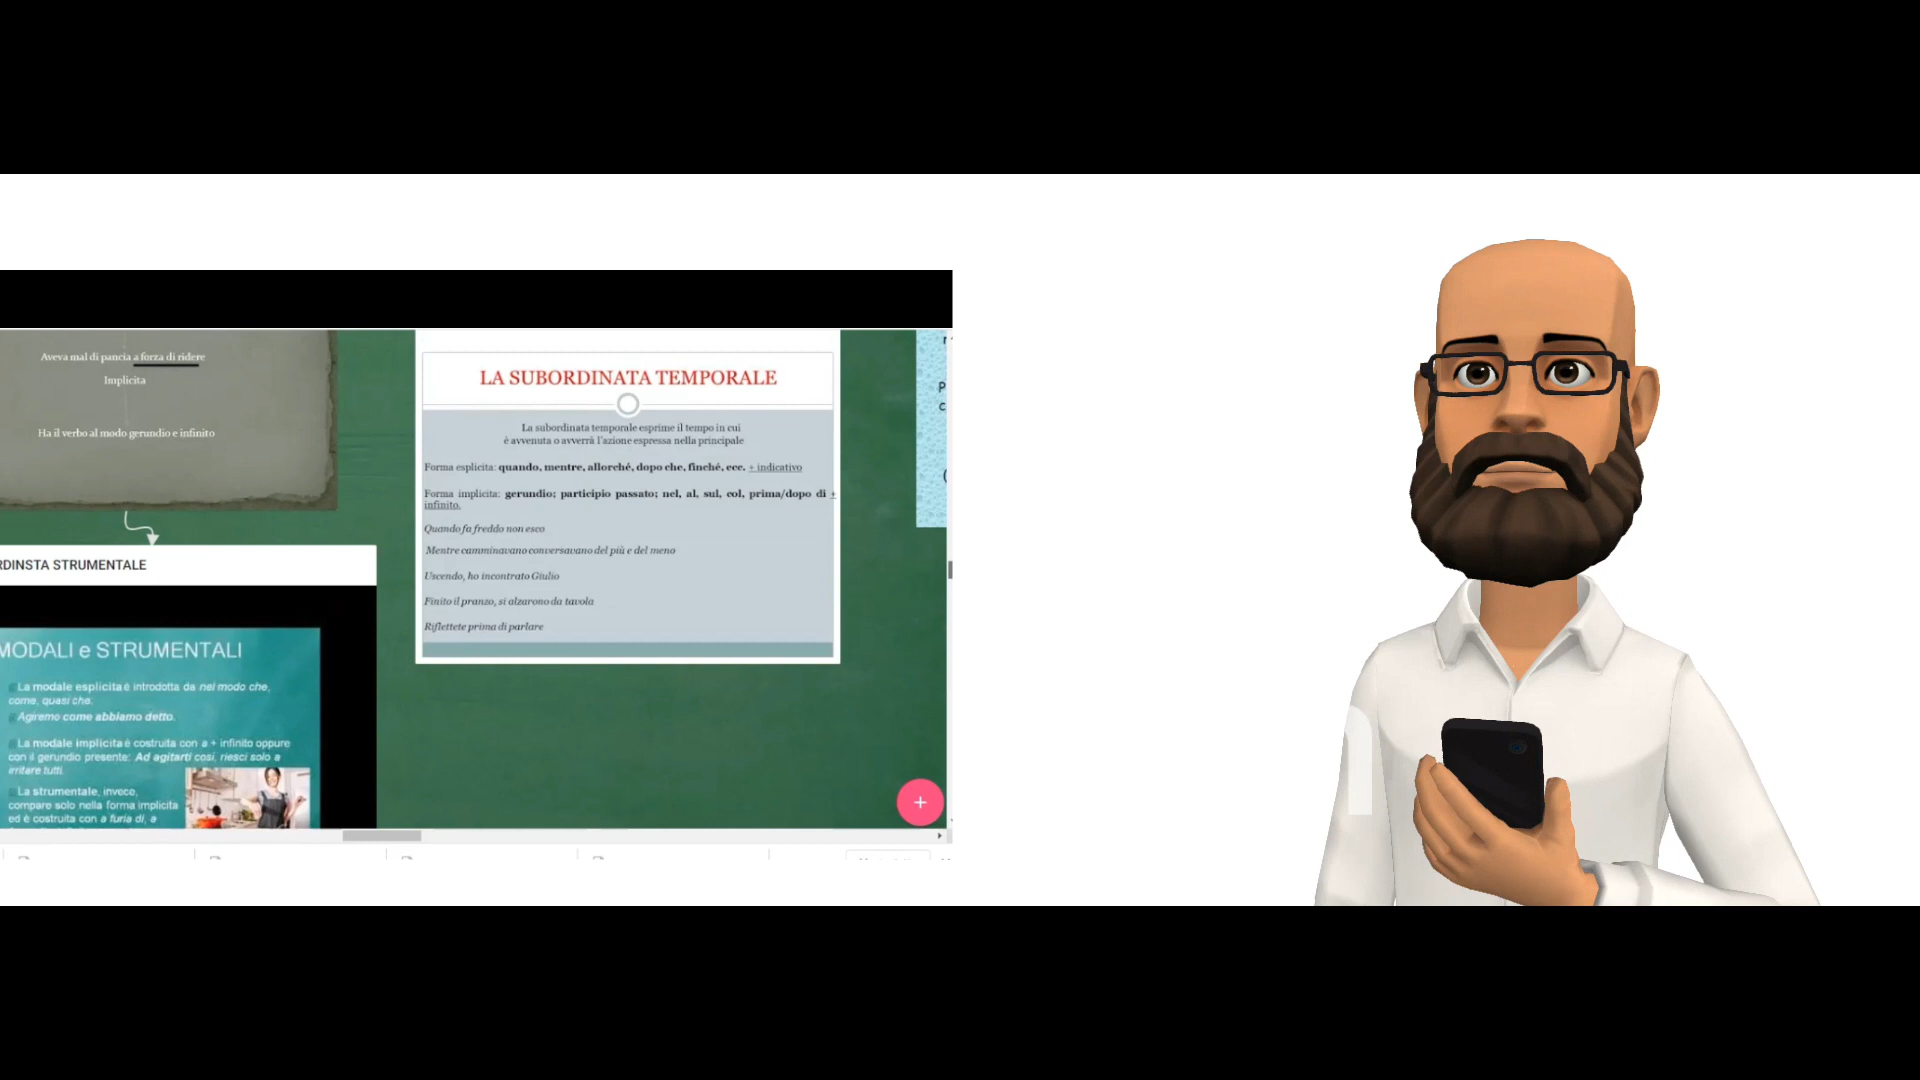 Aveva mal di pancia a forza di ridere
Implicita
Ha il verbo al modo gerundio e infinito
RDINSTA STRUMENTALE
MODALI e STRUMENTALI
La modale esplicita è introdotta da nel modo che,
come, quasi che:
Agiremo come abbiamo detto.
La modale implicita è costruita con a + infinito oppure
con il gerundio presente: Ad agitarti così, riesci solo a
irritare tutti.
La strumentale, invece,
compare solo nella forma implicita
ed è costruita con a furia di, a
LA SUBORDINATA TEMPORALE
La subordinata temporale esprime il tempo in cui
è avvenuta o avverrà l'azione espressa nella principale
Forma esplicita: quando, mentre, allorché, dopo che, finché, ecc. + indicativo
Forma implicita: gerundio; participio passato; nel, al, sul, col, prima/dopo di +
infinito.
Quando fa freddo non esco
Mentre camminavano conversavano del più e del meno
Uscendo, ho incontrato Giulio
Finito il pranzo, si alzarono da tavola
Riflettete prima di parlare